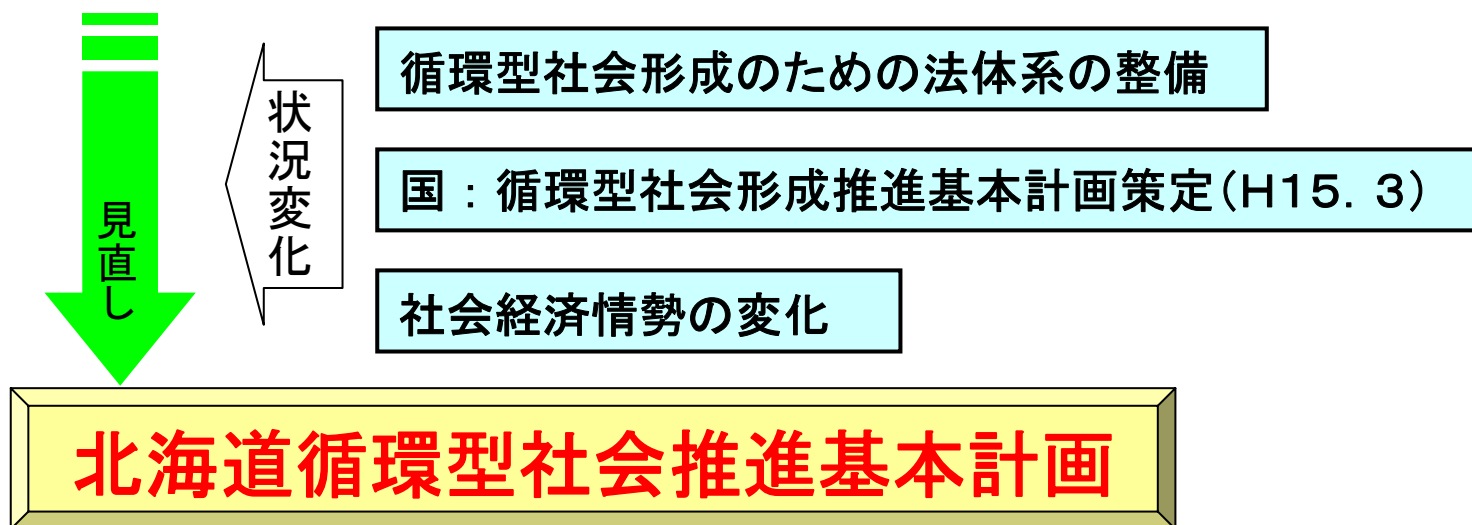 循環型社会形成のための法体系の整備
状況変化
国：循環型社会形成推進基本計画策定（Ｈ１５．３）
見直し
社会経済情勢の変化
北海道循環型社会推進基本計画